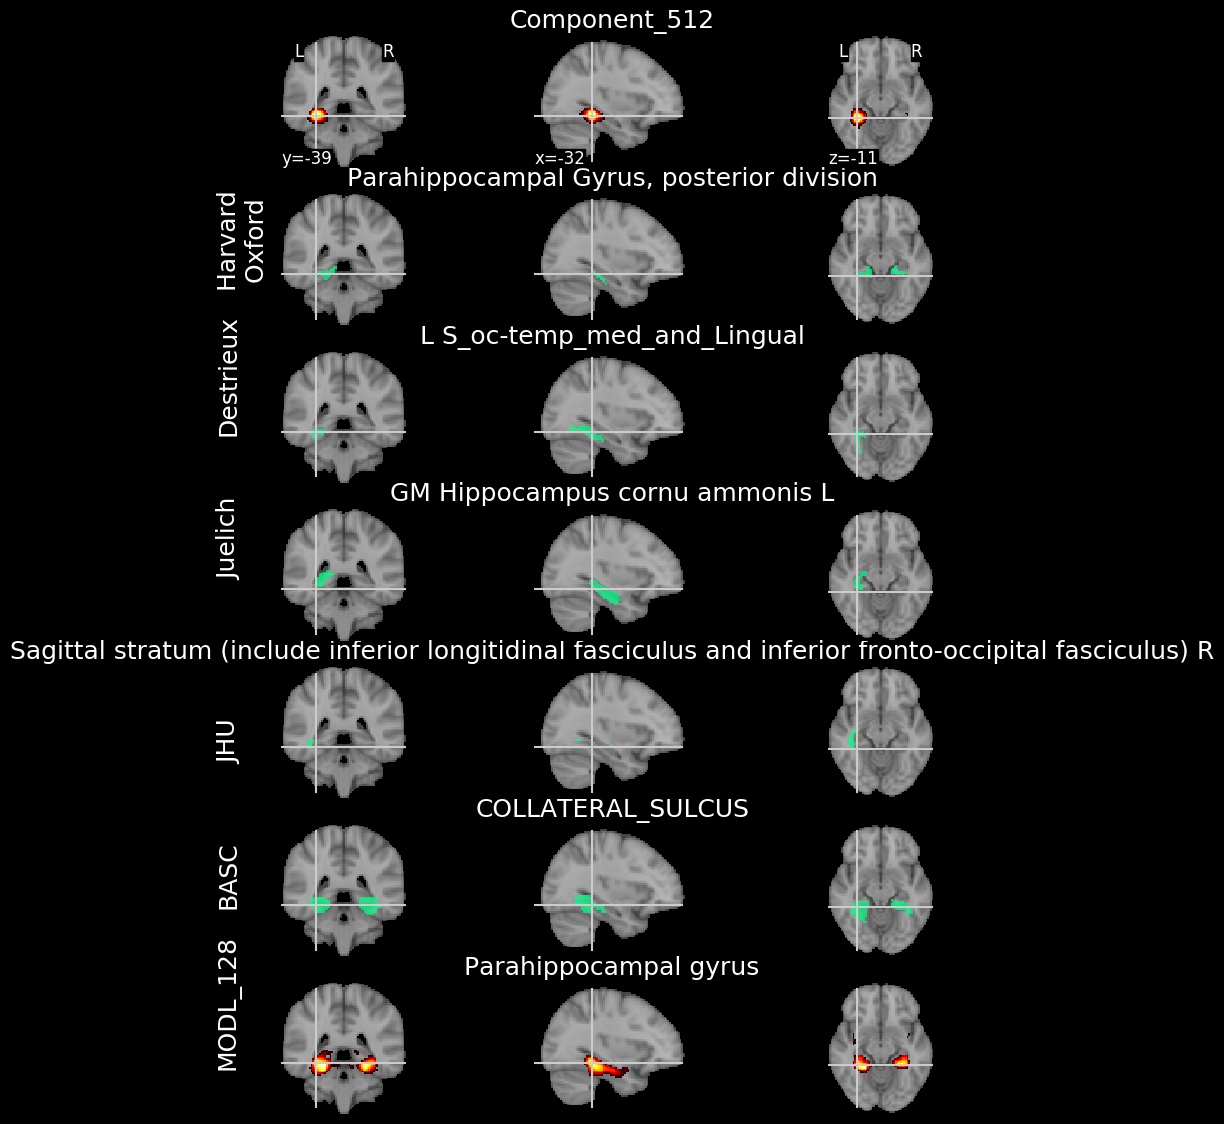 Component_512
L R
L R
y=-39 x=-32 z=-11
Parahippocampal Gyrus, posterior division
Harvard
Oxford
L S_oc-temp_med_and_Lingual
Destrieux
GM Hippocampus cornu ammonis L
Juelich
Sagittal stratum (include inferior longitidinal fasciculus and inferior fronto-occipital fasciculus) R
JHU
COLLATERAL_SULCUS
BASC
Parahippocampal gyrus
MODL_128